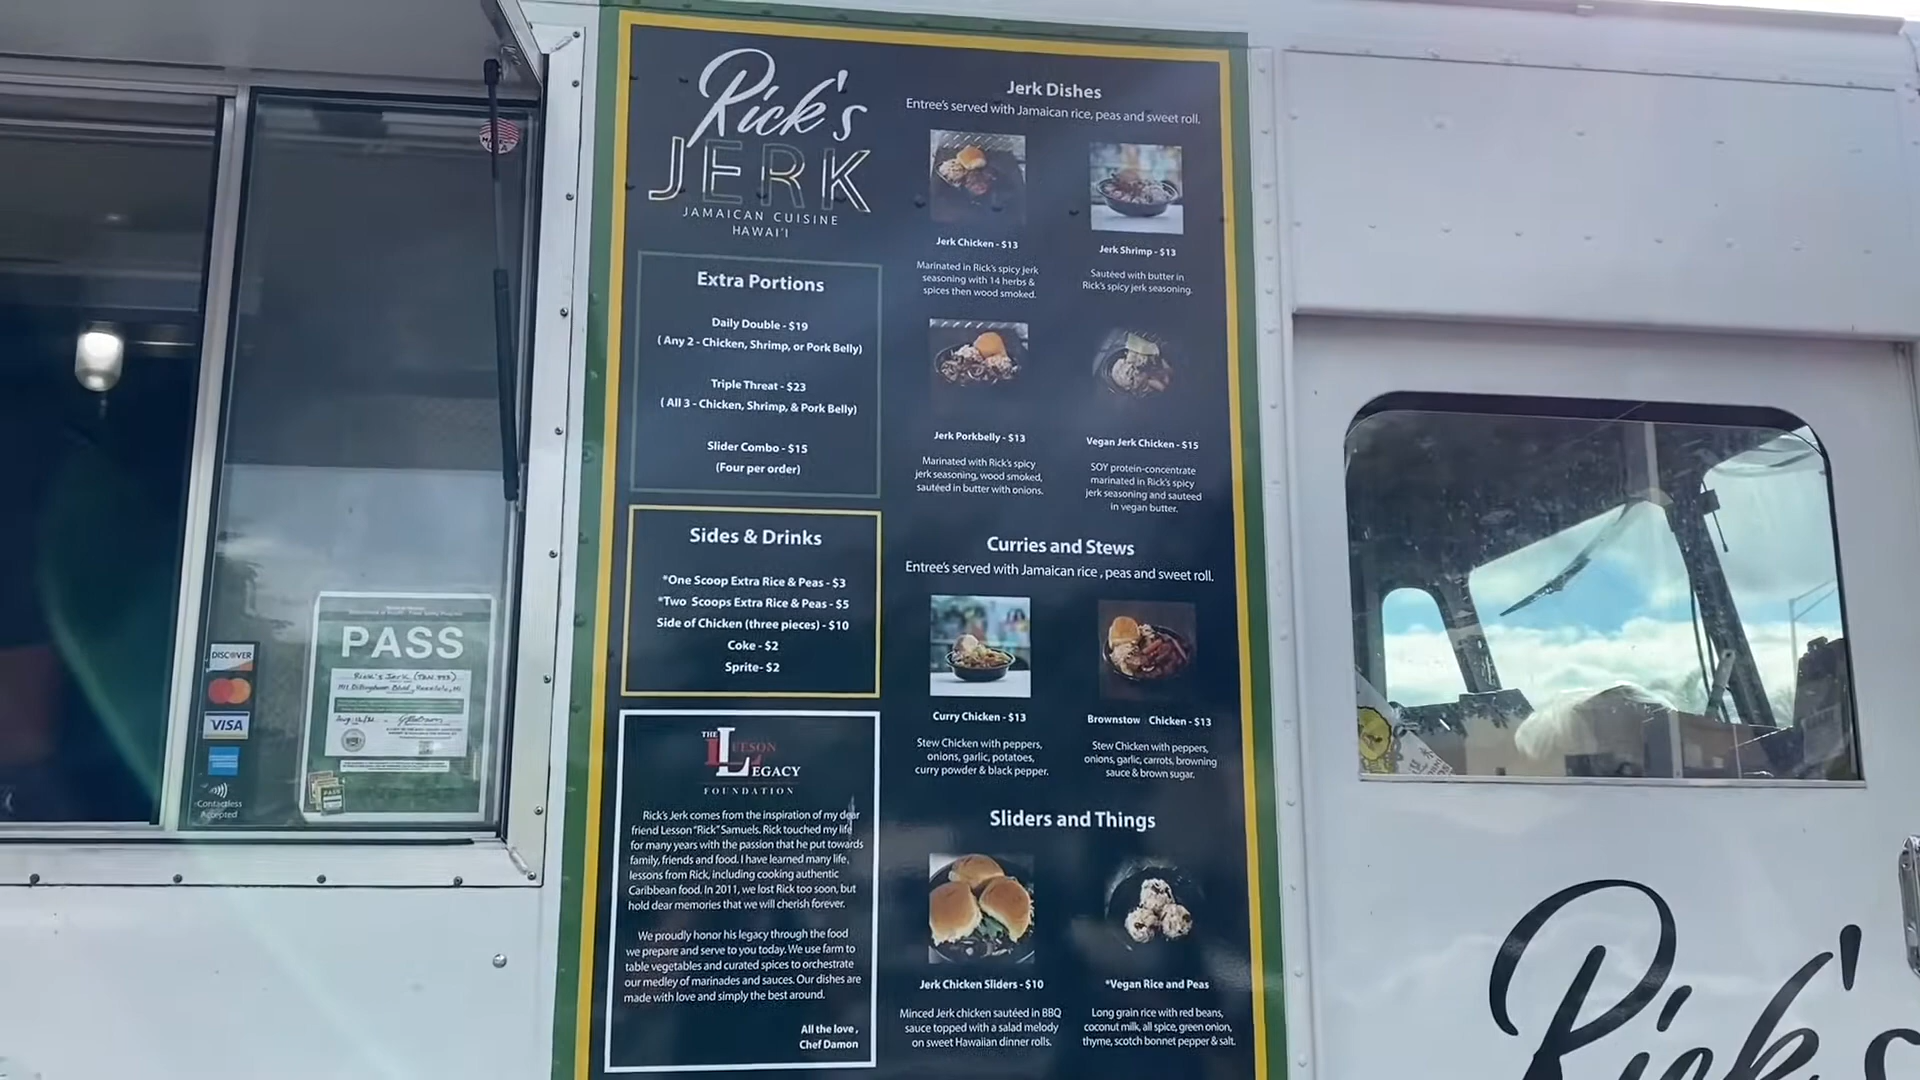 Rick's
JERK
JAMAICAN CUISINE
HAWAI'I
Extra Portions
Daily Double - $19
( Any 2 - Chicken, Shrimp, or Pork Belly)
Triple Threat - $23
( All 3 - Chicken, Shrimp, & Pork Belly)
Slider Combo - $15
(Four per order)
Sides & Drinks
*One Scoop Extra Rice & Peas - $3
*Two Scoops Extra Rice & Peas - $5
Side of Chicken (three pieces) - $10
Coke - $2
Sprite- $2
THE
LEESON
LEGACY
FOUNDATION
Rick's Jerk comes from the inspiration of my dear
friend Lesson "Rick" Samuels. Rick touched my life
for many years with the passion that he put towards
family, friends and food. I have learned many life
lessons from Rick, including cooking authentic
Caribbean food. In 2011, we lost Rick too soon, but
hold dear memories that we will cherish forever.
We proudly honor his legacy through the food
we prepare and serve to you today. We use farm to
table vegetables and curated spices to orchestrate
our medley of marinades and sauces. Our dishes are
made with love and simply the best around.
All the love,
Chef Damon
Jerk Dishes
Entree's served with Jamaican rice, peas and sweet roll.
Jerk Chicken - $13
Marinated in Rick's spicy jerk
seasoning with 14 herbs &
spices then wood smoked.
Jerk Shrimp - $13
Sautéed with butter in
Rick's spicy jerk seasoning.
Jerk Porkbelly - $13
Marinated with Rick's spicy
jerk seasoning, wood smoked,
sautéed in butter with onions.
Vegan Jerk Chicken - $15
SOY protein-concentrate
marinated in Rick's spicy
jerk seasoning and sauteed
in vegan butter.
Curries and Stews
Entree's served with Jamaican rice , peas and sweet roll.
Curry Chicken - $13
Stew Chicken with peppers,
onions, garlic, potatoes,
curry powder & black pepper.
Brownstow Chicken - $13
Stew Chicken with peppers,
onions, garlic, carrots, browning
sauce & brown sugar.
Sliders and Things
Jerk Chicken Sliders - $10
Minced Jerk chicken sautéed in BBQ
sauce topped with a salad melody
on sweet Hawaiian dinner rolls.
*Vegan Rice and Peas
Long grain rice with red beans,
coconut milk, all spice, green onion,
thyme, scotch bonnet pepper & salt.
DISCOVER
VISA
Contactless
Accepted
PASS
Rick's Jerk
Rick's